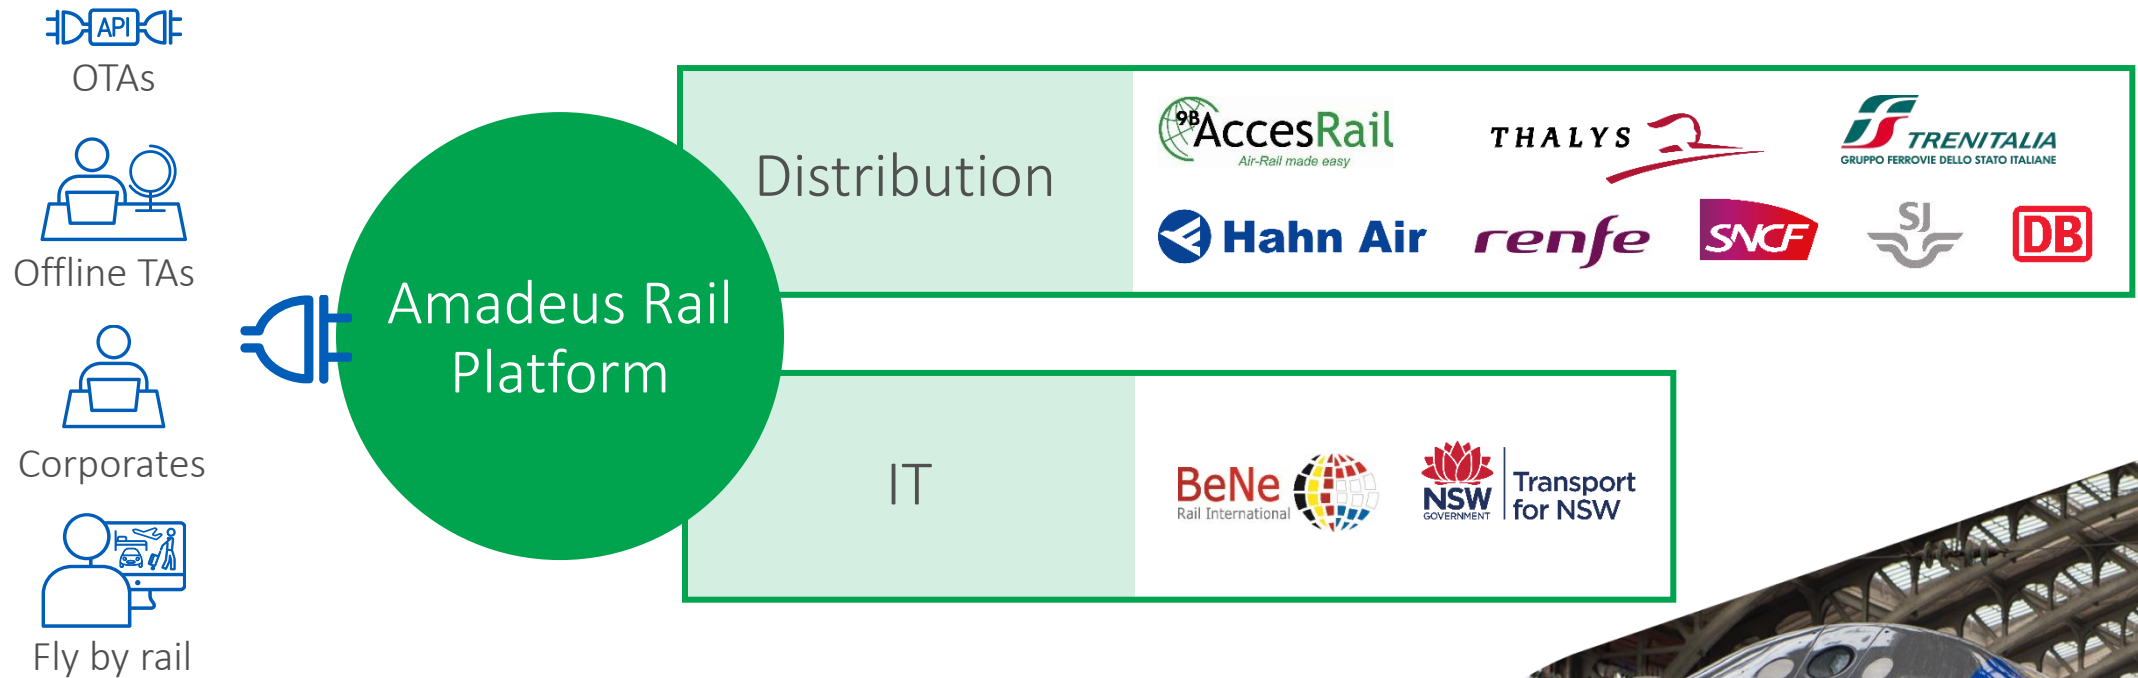 API
OTAs
Offline TAs
Corporates
Fly by rail
Amadeus Rail
Platform
Distribution
9B
AccesRail
Air-Rail made easy
THALYS
TRENITALIA
GRUPPO FERROVIE DELLO STATO ITALIANE
Hahn Air
renfe
SNCF
SJ
DB
IT
BeNe
Rail International
NSW
GOVERNMENT
Transport
for NSW